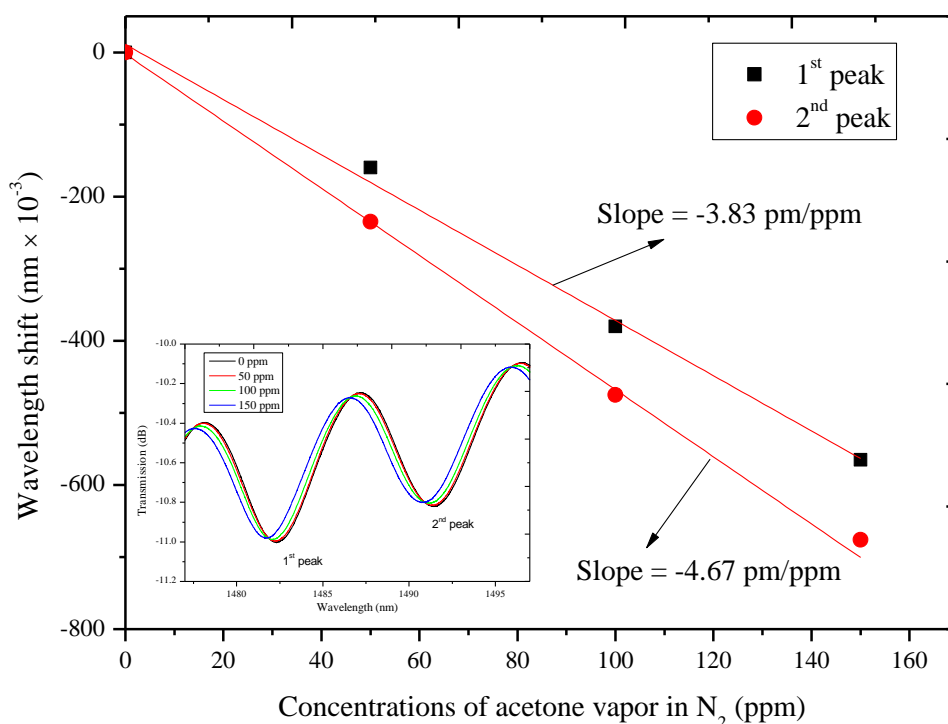 1st peak
2nd peak
0
-200
-400
-600
-800
Wavelength shift (nm × 10-3)
Slope = -3.83 pm/ppm
Slope = -4.67 pm/ppm
-10.0
-10.2
-10.4
-10.6
-10.8
-11.0
-11.2
Transmission (dB)
0 ppm
50 ppm
100 ppm
150 ppm
1st peak
2nd peak
1480 1485 1490 1495
Wavelength (nm)
0 20 40 60 80 100 120 140 160
Concentrations of acetone vapor in N2 (ppm)